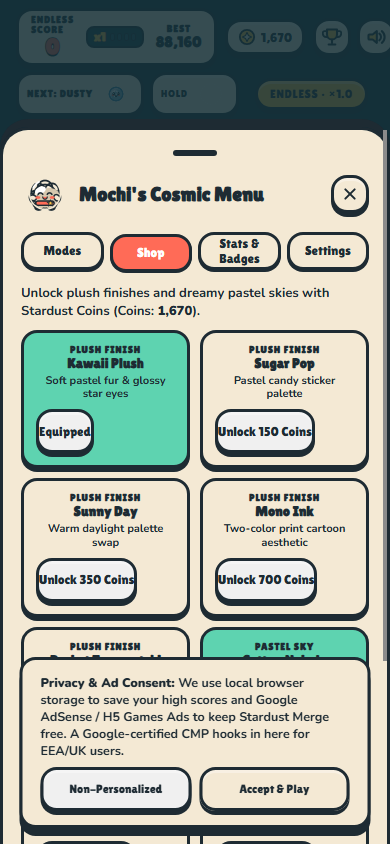 ENDLESS
SCORE
x1
BEST
88,160
1,670
NEXT: DUSTY
HOLD
ENDLESS · ×1.0
Mochi's Cosmic Menu
Modes
Shop
Stats &
Badges
Settings
Unlock plush finishes and dreamy pastel skies with
Stardust Coins (Coins: 1,670).
PLUSH FINISH
Kawaii Plush
Soft pastel fur & glossy
star eyes
Equipped
PLUSH FINISH
Sugar Pop
Pastel candy sticker
palette
Unlock 150 Coins
PLUSH FINISH
Sunny Day
Warm daylight palette
swap
Unlock 350 Coins
PLUSH FINISH
Mono Ink
Two-color print cartoon
aesthetic
Unlock 700 Coins
PLUSH FINISH
PASTEL SKY
Privacy & Ad Consent: We use local browser
storage to save your high scores and Google
AdSense / H5 Games Ads to keep Stardust Merge
free. A Google-certified CMP hooks in here for
EEA/UK users.
Non-Personalized
Accept & Play